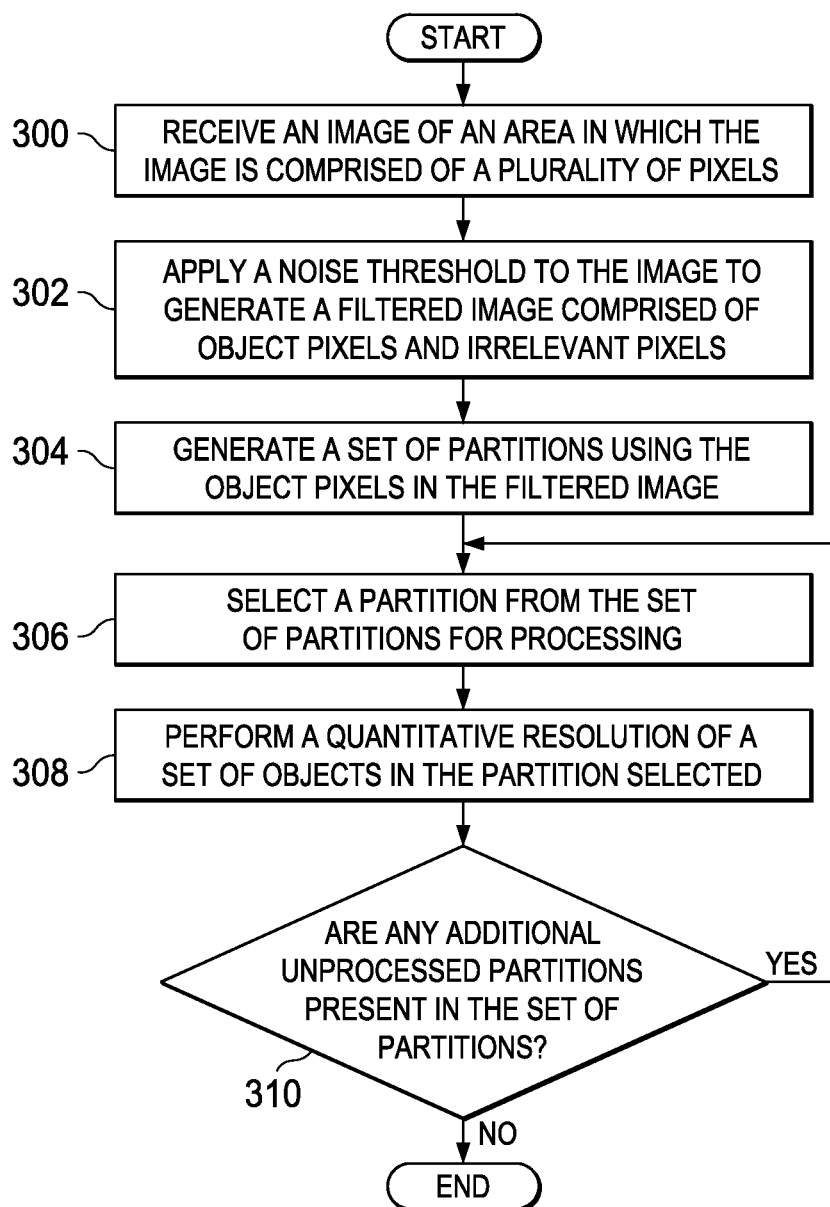 START
300
RECEIVE AN IMAGE OF AN AREA IN WHICH THE
IMAGE IS COMPRISED OF A PLURALITY OF PIXELS
302
APPLY A NOISE THRESHOLD TO THE IMAGE TO
GENERATE A FILTERED IMAGE COMPRISED OF
OBJECT PIXELS AND IRRELEVANT PIXELS
304
GENERATE A SET OF PARTITIONS USING THE
OBJECT PIXELS IN THE FILTERED IMAGE
306
SELECT A PARTITION FROM THE SET
OF PARTITIONS FOR PROCESSING
308
PERFORM A QUANTITATIVE RESOLUTION OF A
SET OF OBJECTS IN THE PARTITION SELECTED
ARE ANY ADDITIONAL
UNPROCESSED PARTITIONS
PRESENT IN THE SET OF
PARTITIONS?
YES
310
NO
END